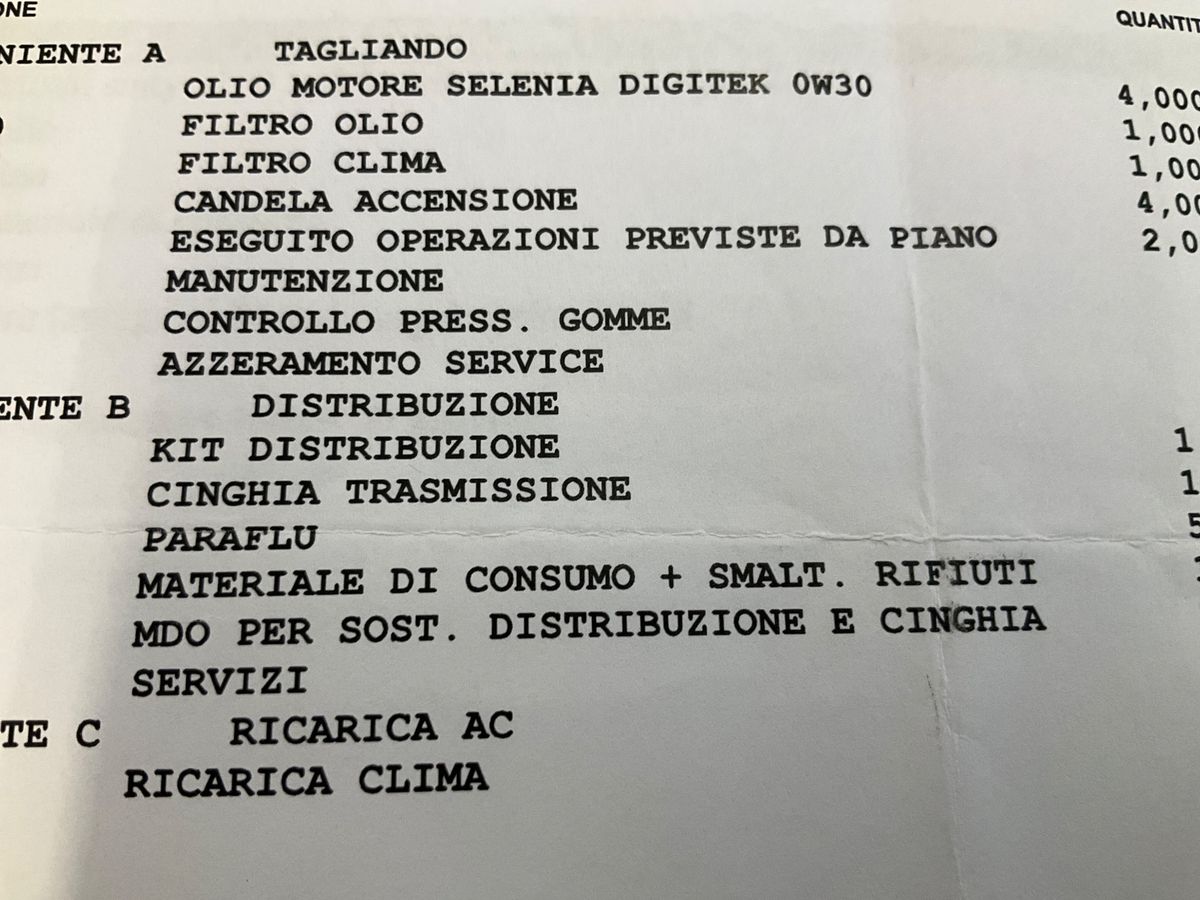 QUANTIT
TAGLIANDO
OLIO MOTORE SELENIA DIGITEK 0W30 4,000
FILTRO OLIO 1,000
FILTRO CLIMA 1,00
CANDELA ACCENSIONE 4,00
ESEGUITO OPERAZIONI PREVISTE DA PIANO 2,0
MANUTENZIONE
CONTROLLO PRESS. GOMME
AZZERAMENTO SERVICE
ENTE B DISTRIBUZIONE
KIT DISTRIBUZIONE 1
CINGHIA TRASMISSIONE 1
PARAFLU 5
MATERIALE DI CONSUMO + SMALT. RIFIUTI
MDO PER SOST. DISTRIBUZIONE E CINGHIA
SERVIZI
TE C RICARICA AC
RICARICA CLIMA